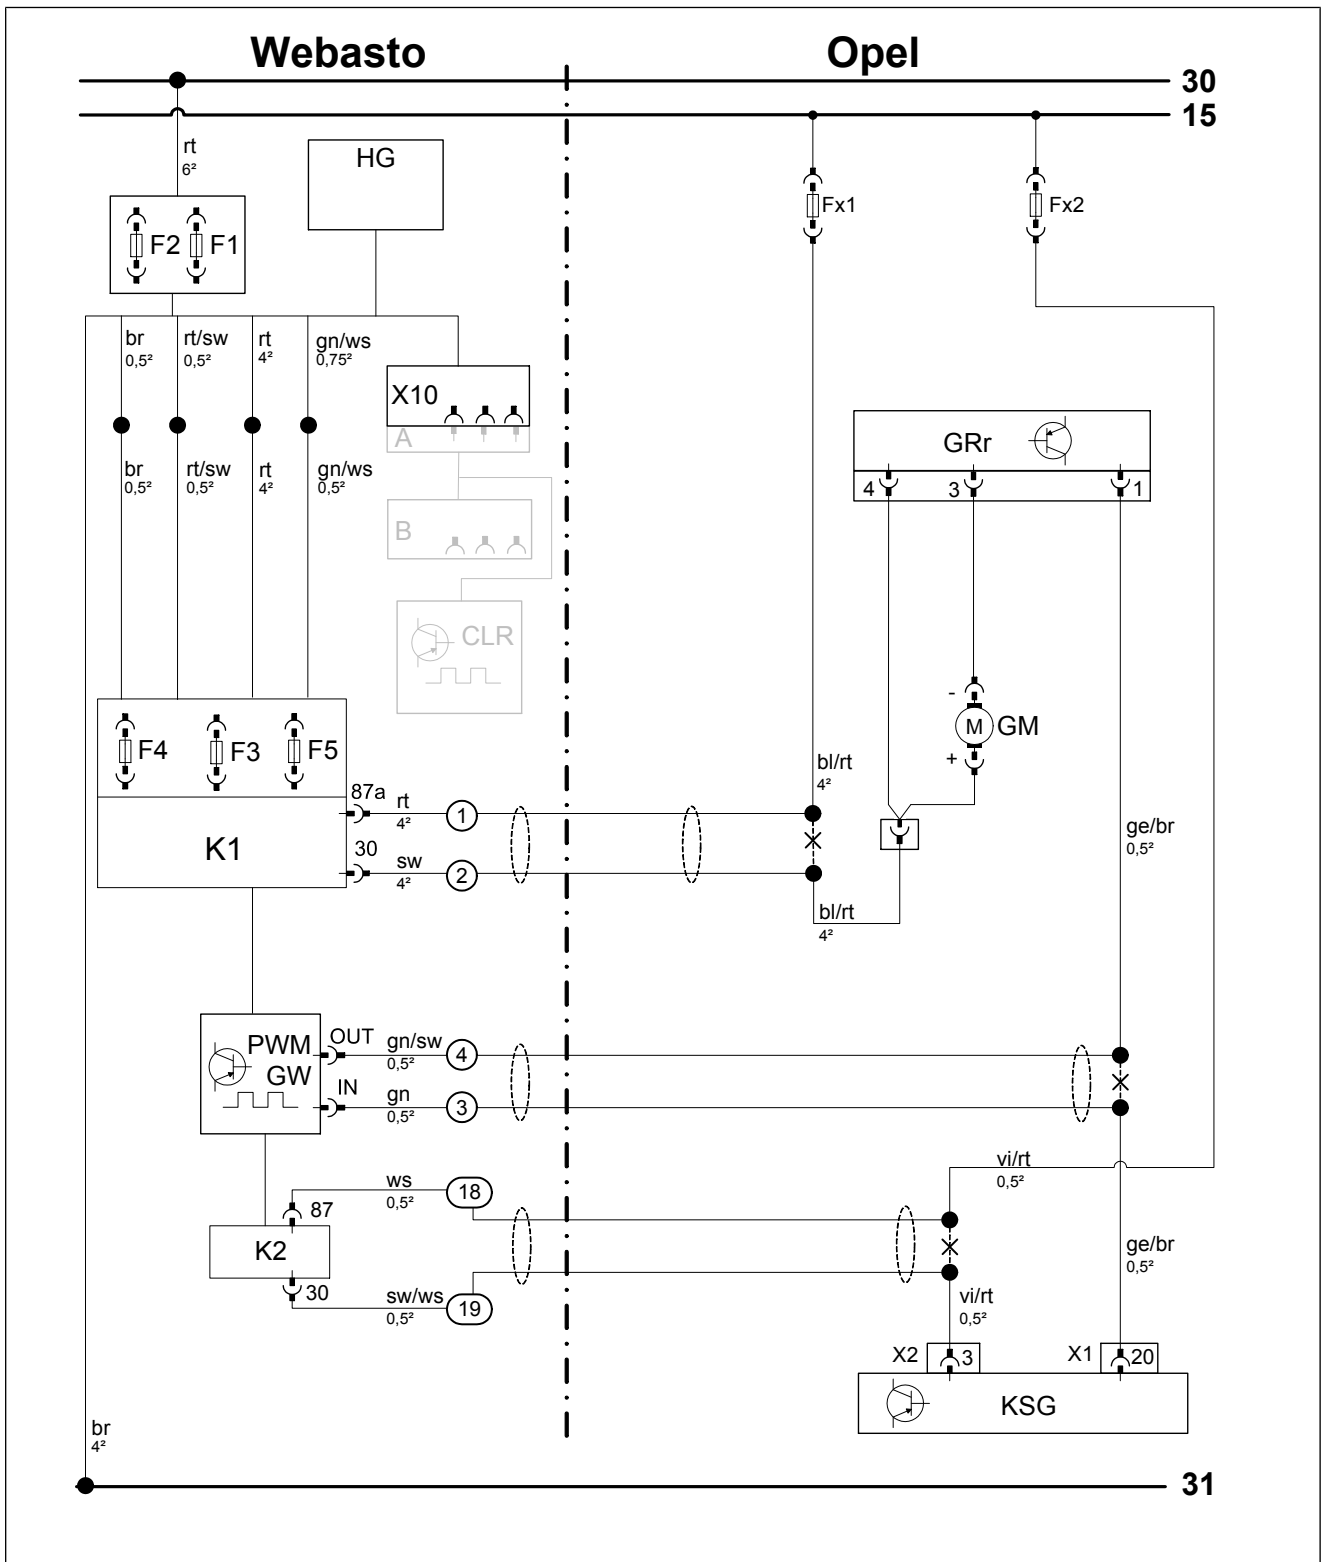 Webasto Opel
30
15
rt
6²
HG
F2 F1
Fx1
Fx2
br
0,5²
rt/sw
0,5²
rt
4²
gn/ws
0,75²
X10
A
GRr
4 3 1
br
0,5²
rt/sw
0,5²
rt
4²
gn/ws
0,5²
B
CLR
-
M GM
+
F4 F3 F5
bl/rt
4²
87a
rt
4²
1
K1
30
sw
4²
2
ge/br
0,5²
bl/rt
4²
PWM
GW
OUT
gn/sw
0,5²
4
IN
gn
0,5²
3
ws
0,5²
18
vi/rt
0,5²
87
K2
30
sw/ws
0,5²
19
ge/br
0,5²
vi/rt
0,5²
X2 3 X1 20
KSG
br
4²
31